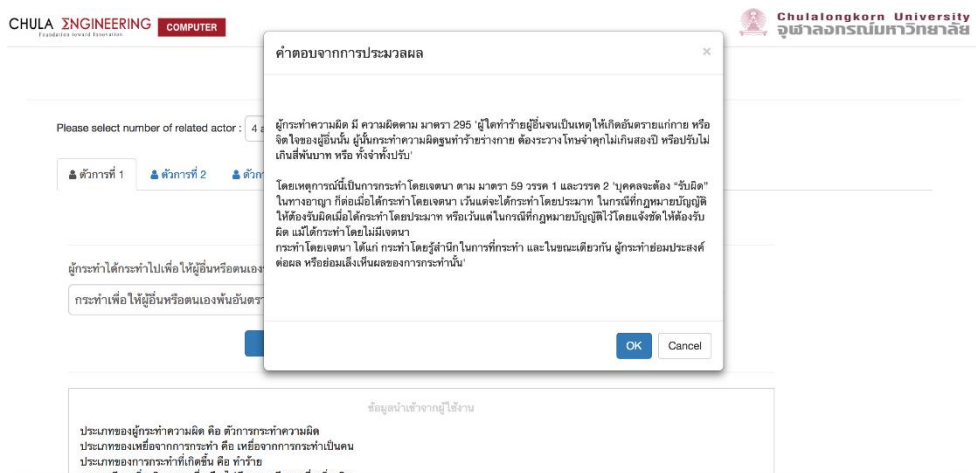 CHULA ΣNGINEERING COMPUTER
Foundation toward Innovation
Chulalongkorn University
จุฬาลงกรณ์มหาวิทยาลัย
คำตอบจากการประมวลผล ×
ผู้กระทำความผิด มี ความผิดตาม มาตรา 295 'ผู้ใดทำร้ายผู้อื่นจนเป็นเหตุให้เกิดอันตรายแก่กาย หรือ
จิตใจของผู้อื่นนั้น ผู้นั้นกระทำความผิดฐานทำร้ายร่างกาย ต้องระวางโทษจำคุกไม่เกินสองปี หรือปรับไม่
เกินสี่พันบาท หรือ ทั้งจำทั้งปรับ'
โดยเหตุการณ์นี้เป็นการกระทำโดยเจตนา ตาม มาตรา 59 วรรค 1 และวรรค 2 'บุคคลจะต้อง "รับผิด"
ในทางอาญา ก็ต่อเมื่อได้กระทำโดยเจตนา เว้นแต่จะได้กระทำโดยประมาท ในกรณีที่กฎหมายบัญญัติ
ให้ต้องรับผิดเมื่อได้กระทำโดยประมาท หรือเว้นแต่ในกรณีที่กฎหมายบัญญัติไว้โดยแจ้งชัดให้ต้องรับ
ผิด แม้ได้กระทำโดยไม่มีเจตนา
กระทำโดยเจตนา ได้แก่ กระทำโดยรู้สำนึกในการที่กระทำ และในขณะเดียวกัน ผู้กระทำย่อมประสงค์
ต่อผล หรือย่อมเล็งเห็นผลของการกระทำนั้น'
OK Cancel
Please select number of related actor : 4
ตัวการที่ 1 ตัวการที่ 2
ผู้กระทำได้กระทำไปเพื่อให้ผู้อื่นหรือตนเอง
กระทำเพื่อให้ผู้อื่นหรือตนเองพ้นอันตรา
ข้อมูลนำเข้าจากผู้ใช้งาน
ประเภทของผู้กระทำความผิด คือ ตัวการกระทำความผิด
ประเภทของเหยื่อจากการกระทำ คือ เหยื่อจากการกระทำเป็นคน
ประเภทของการกระทำที่เกิดขึ้น คือ ทำร้าย